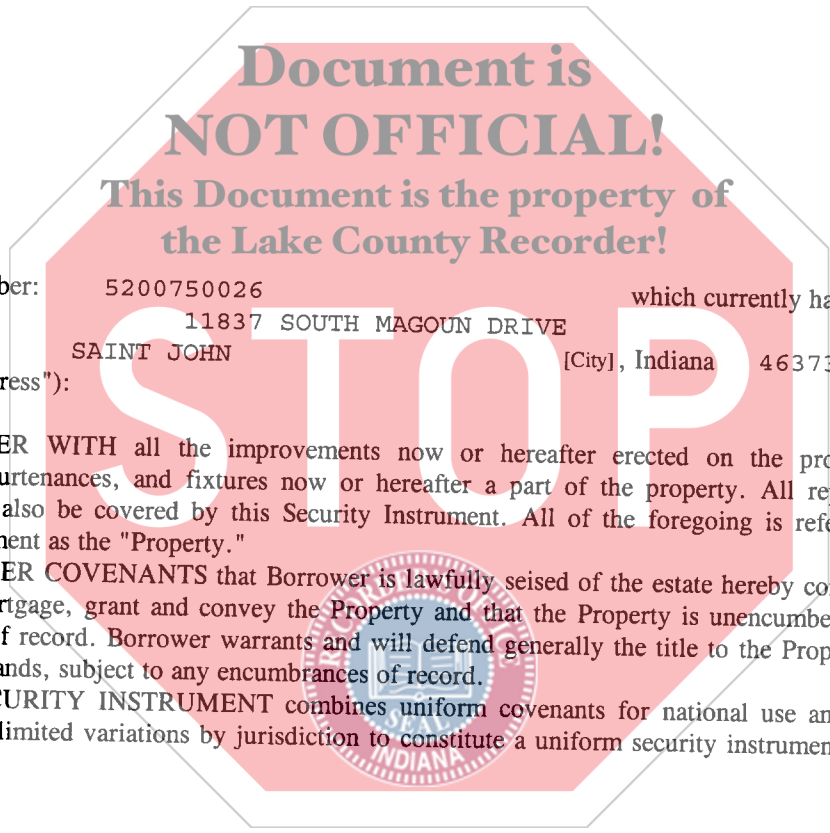 Document is
NOT OFFICIAL!
This Document is the property of
the Lake County Recorder!
ber: 5200750026 which currently ha
11837 SOUTH MAGOUN DRIVE
SAINT JOHN [City], Indiana 46373
ress"):
STOP
ER WITH all the improvements now or hereafter erected on the pro
urtenances, and fixtures now or hereafter a part of the property. All re
also be covered by this Security Instrument. All of the foregoing is refe
nent as the "Property."
ER COVENANTS that Borrower is lawfully seised of the estate hereby co
rtgage, grant and convey the Property and that the Property is unencumbe
f record. Borrower warrants and will defend generally the title to the Prop
ands, subject to any encumbrances of record.
CURITY INSTRUMENT combines uniform covenants for national use an
limited variations by jurisdiction to constitute a uniform security instrumen
RECORDER'S OFFICE
SEAL
INDIANA